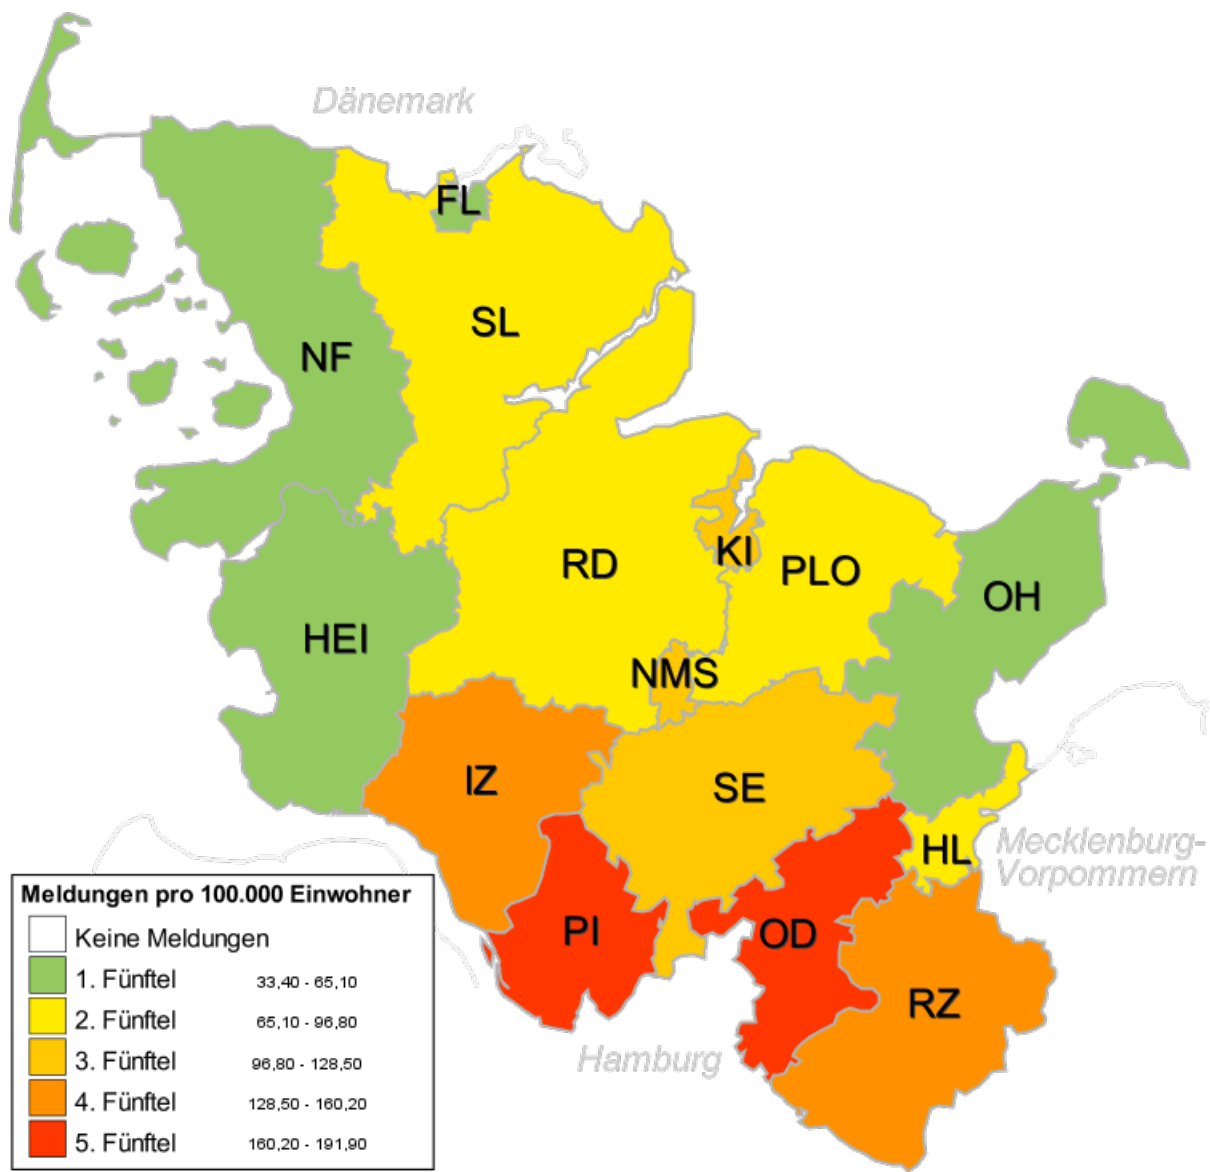 Dänemark
FL
SL
NF
RD
KI
PLO
OH
HEI
NMS
IZ
SE
HL
Mecklenburg-
Vorpommern
PI
OD
RZ
Hamburg
Meldungen pro 100.000 Einwohner
Keine Meldungen
1. Fünftel 33,40 - 65,10
2. Fünftel 65,10 - 96,80
3. Fünftel 96,80 - 128,50
4. Fünftel 128,50 - 160,20
5. Fünftel 160,20 - 191,90